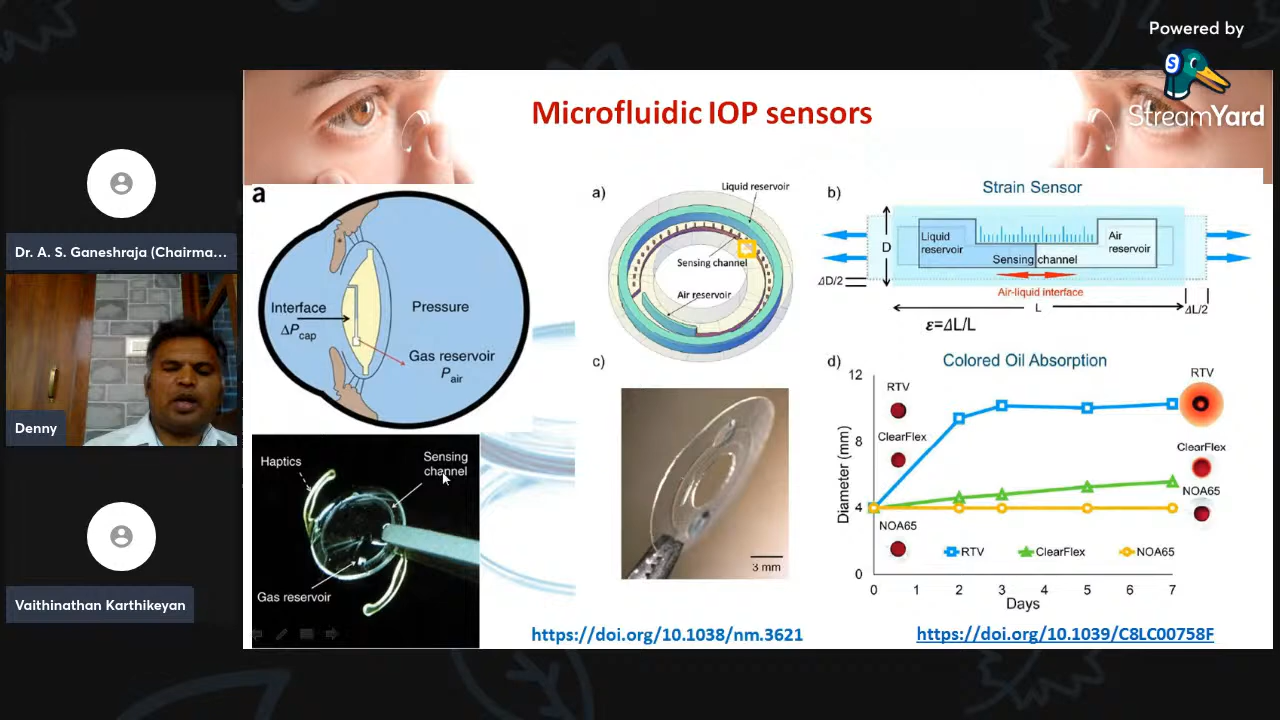 Powered by
StreamYard
Dr. A. S. Ganeshraja (Chairma...
Denny
Vaithinathan Karthikeyan
Microfluidic IOP sensors
a
Interface
ΔPcap
Pressure
Gas reservoir
Pair
Haptics
Sensing
channel
Gas reservoir
a)
Liquid reservoir
Sensing channel
Air reservoir
b)
Strain Sensor
D
Liquid
reservoir
Air
reservoir
Sensing channel
ΔD/2
Air-liquid interface
L
ΔL/2
ε=ΔL/L
c)
3 mm
d)
Colored Oil Absorption
Diameter (mm)
12
8
4
0
RTV
ClearFlex
NOA65
RTV
ClearFlex
NOA65
RTV
ClearFlex
NOA65
0 1 2 3 4 5 6 7
Days
https://doi.org/10.1038/nm.3621
https://doi.org/10.1039/C8LC00758F